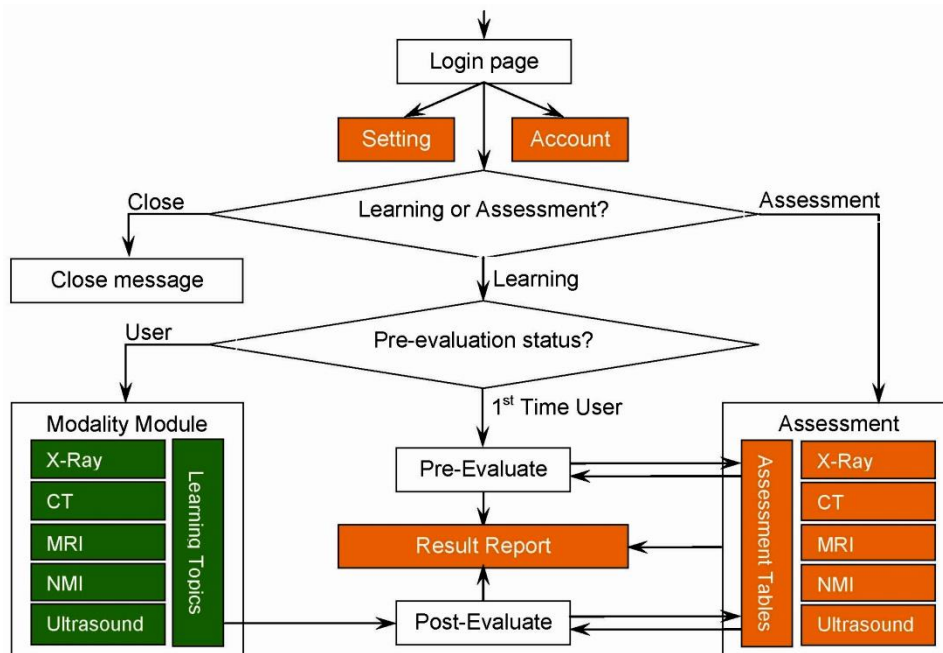 Login page
Setting
Account
Close
Learning or Assessment?
Assessment
Close message
Learning
User
Pre-evaluation status?
1st Time User
Modality Module
X-Ray
CT
MRI
NMI
Ultrasound
Learning Topics
Pre-Evaluate
Result Report
Post-Evaluate
Assessment
Assessment Tables
X-Ray
CT
MRI
NMI
Ultrasound